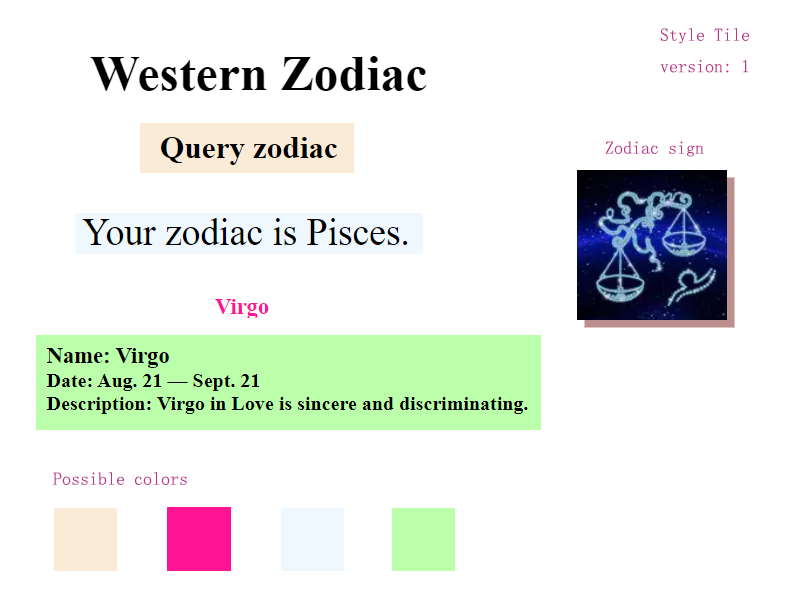 Style Tile
version: 1
Western Zodiac
Query zodiac
Zodiac sign
Your zodiac is Pisces.
Virgo
Name: Virgo
Date: Aug. 21 — Sept. 21
Description: Virgo in Love is sincere and discriminating.
Possible colors